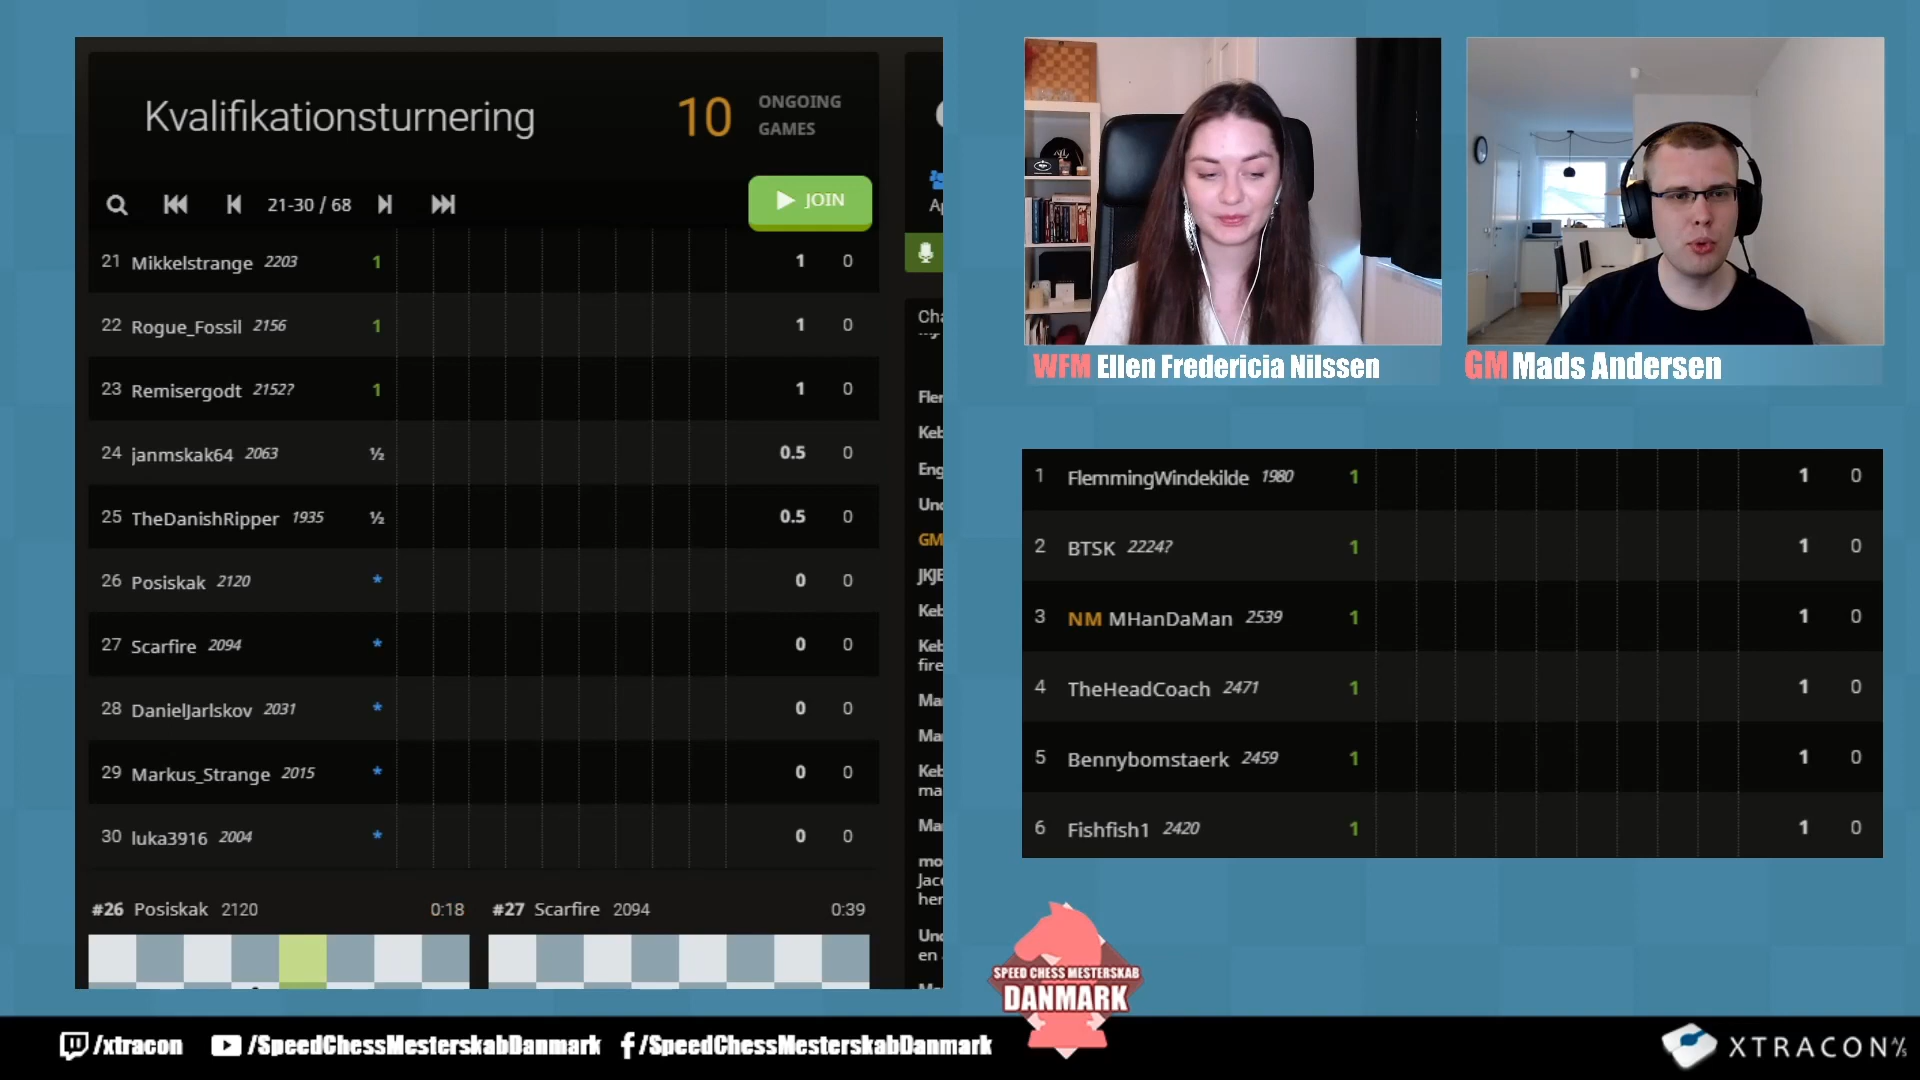 Kvalifikationsturnering
10 ONGOING GAMES
21-30 / 68
JOIN
21 Mikkelstrange 2203 1 1 0
22 Rogue_Fossil 2156 1 1 0
23 Remisergodt 2152? 1 1 0
24 janmskak64 2063 ½ 0.5 0
25 TheDanishRipper 1935 ½ 0.5 0
26 Posiskak 2120 * 0 0
27 Scarfire 2094 * 0 0
28 DanielJarlskov 2031 * 0 0
29 Markus_Strange 2015 * 0 0
30 luka3916 2004 * 0 0
#26 Posiskak 2120 0:18
#27 Scarfire 2094 0:39
GM
fire
her
en
WFM Ellen Fredericia Nilssen
GM Mads Andersen
1 FlemmingWindekilde 1980 1 1 0
2 BTSK 2224? 1 1 0
3 NM MHanDaMan 2539 1 1 0
4 TheHeadCoach 2471 1 1 0
5 Bennybomstaerk 2459 1 1 0
6 Fishfish1 2420 1 1 0
SPEED CHESS MESTERSKAB
DANMARK
/xtracon
/SpeedChessMesterskabDanmark
/SpeedChessMesterskabDanmark
XTRACON A/S